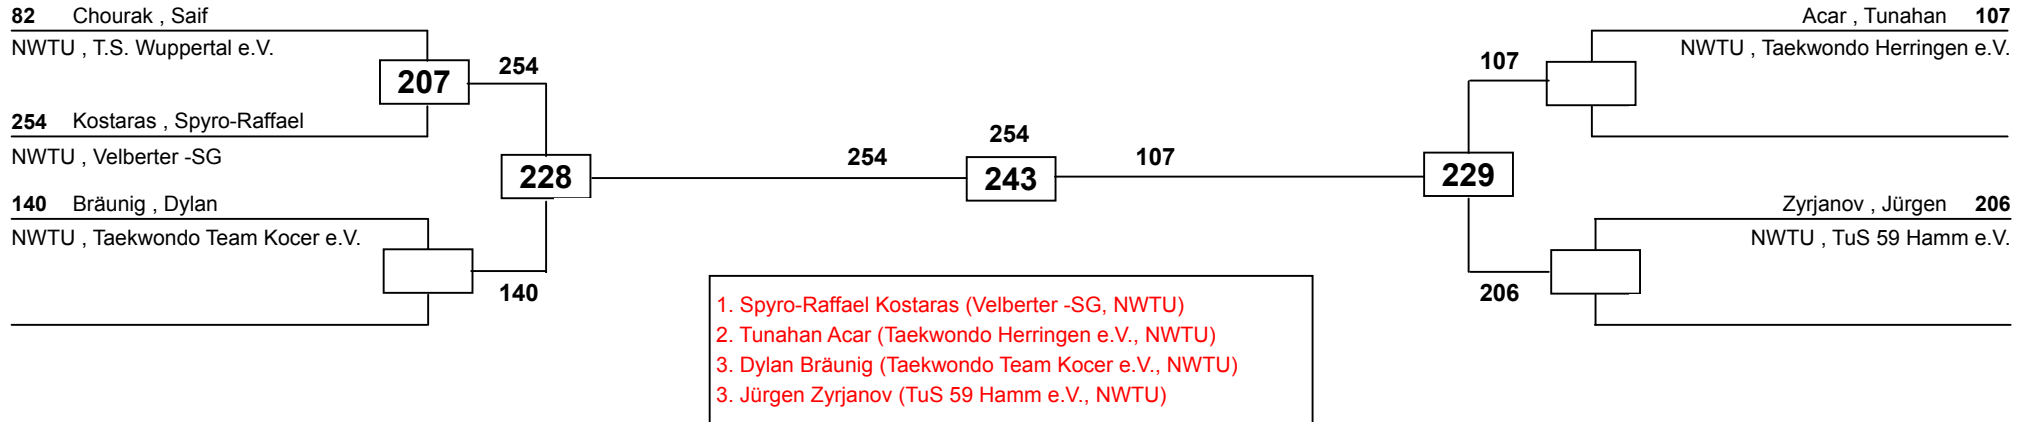 82 Chourak , Saif
NWTU , T.S. Wuppertal e.V.
207
254
254 Kostaras , Spyro-Raffael
NWTU , Velberter -SG
228
140 Bräunig , Dylan
NWTU , Taekwondo Team Kocer e.V.
140
254
254
243
107
Acar , Tunahan 107
NWTU , Taekwondo Herringen e.V.
107
229
Zyrjanov , Jürgen 206
NWTU , TuS 59 Hamm e.V.
206
1. Spyro-Raffael Kostaras (Velberter -SG, NWTU)
2. Tunahan Acar (Taekwondo Herringen e.V., NWTU)
3. Dylan Bräunig (Taekwondo Team Kocer e.V., NWTU)
3. Jürgen Zyrjanov (TuS 59 Hamm e.V., NWTU)